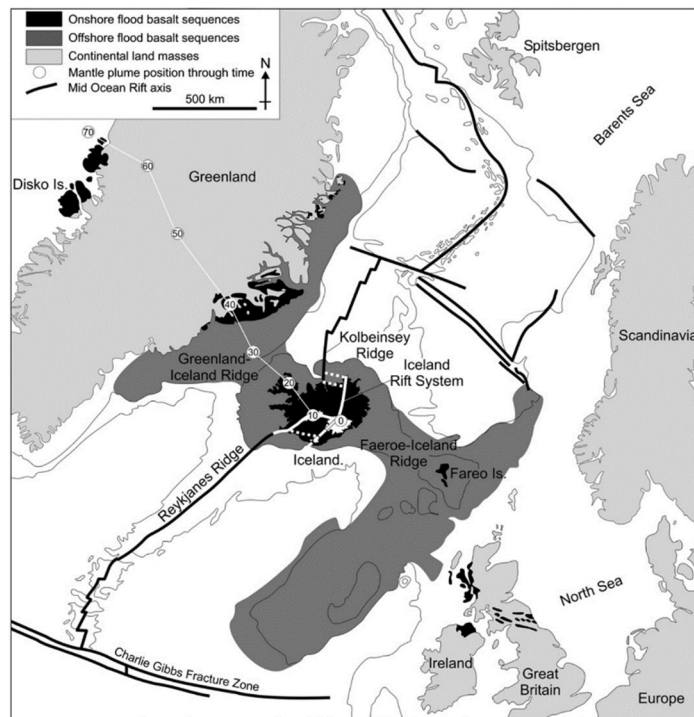 Onshore flood basalt sequences
Offshore flood basalt sequences
Continental land masses
Mantle plume position through time
Mid Ocean Rift axis
N
500 km
Spitsbergen
Barents Sea
70
60
Greenland
Disko Is.
50
40
Scandinavia
Kolbeinsey
Ridge
30
Greenland-
Iceland Ridge
Iceland
Rift System
20
10
0
Iceland.
Faeroe-Iceland
Ridge
Fareo Is.
Reykjanes Ridge
North Sea
Charlie Gibbs Fracture Zone
Ireland
Great
Britain
Europe